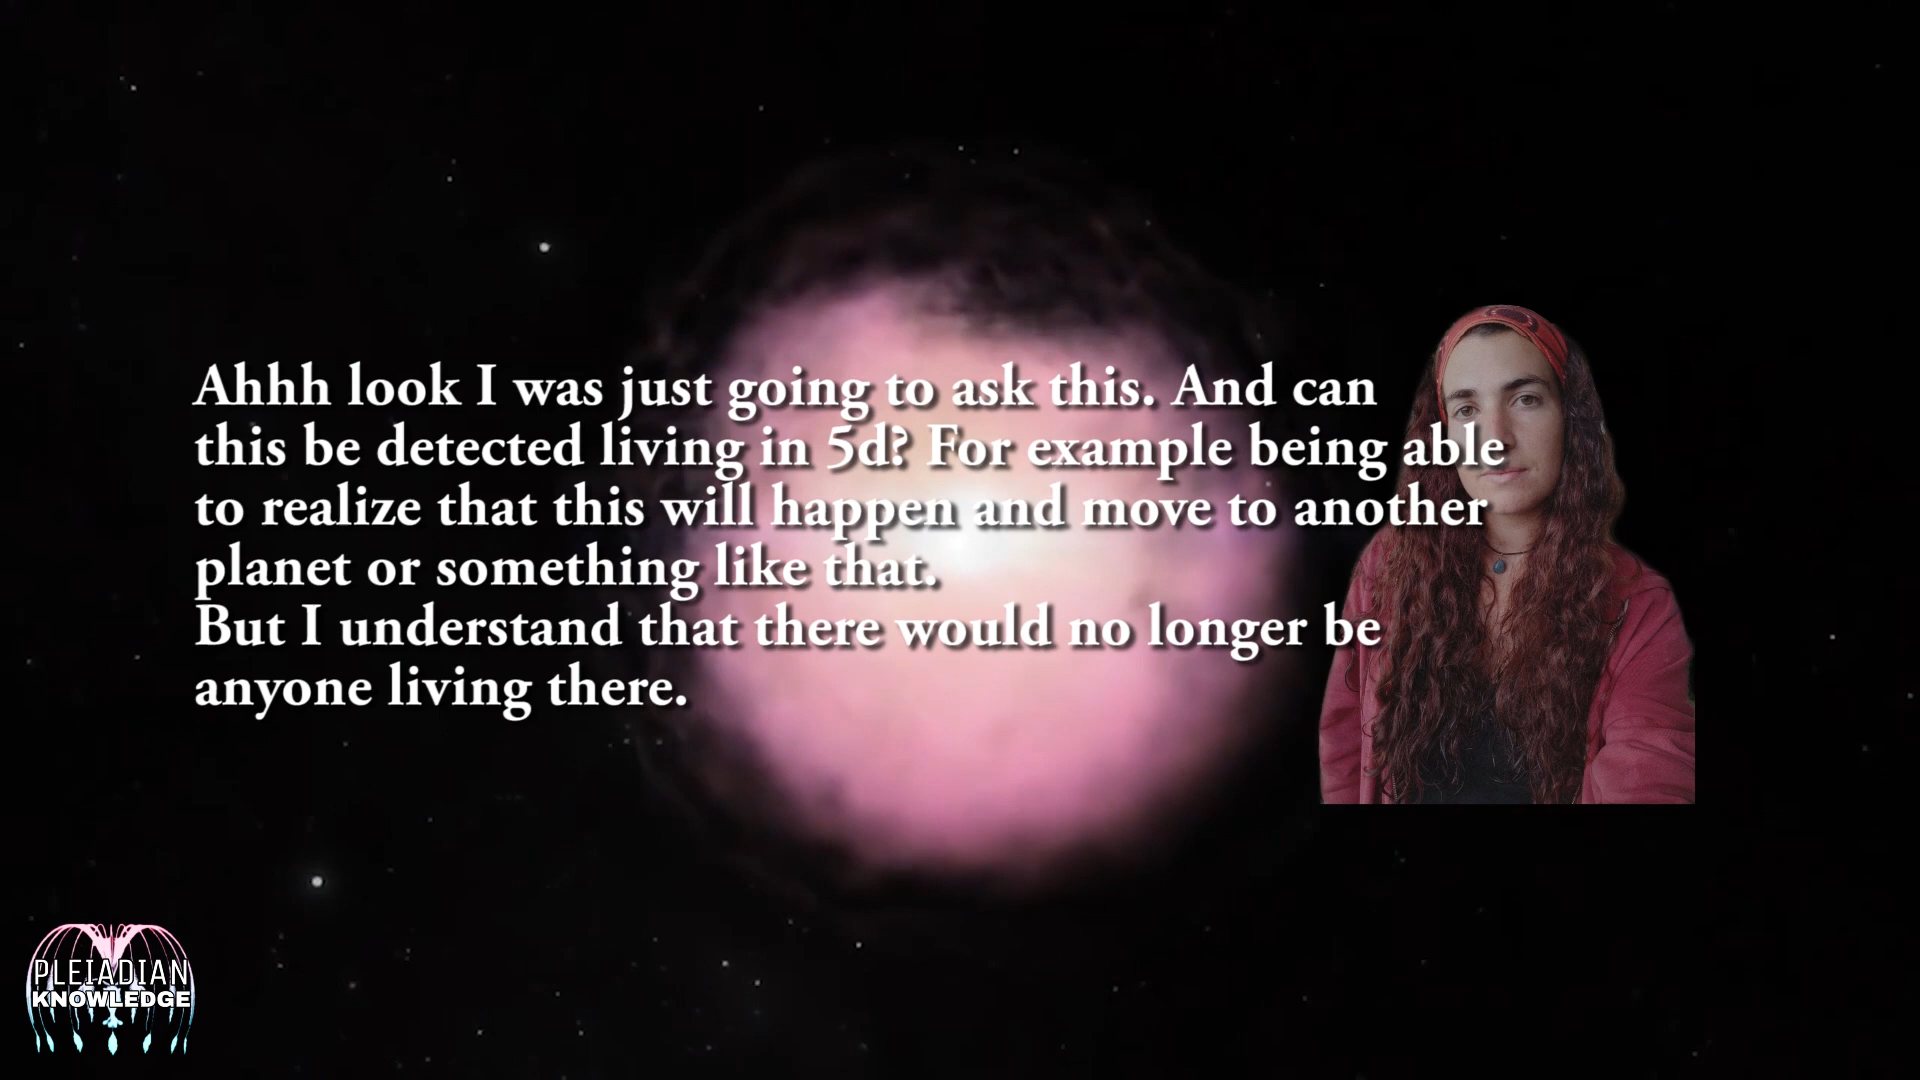 Ahhh look I was just going to ask this. And can
this be detected living in 5d? For example being able
to realize that this will happen and move to another
planet or something like that.
But I understand that there would no longer be
anyone living there.
PLEIADIAN
KNOWLEDGE